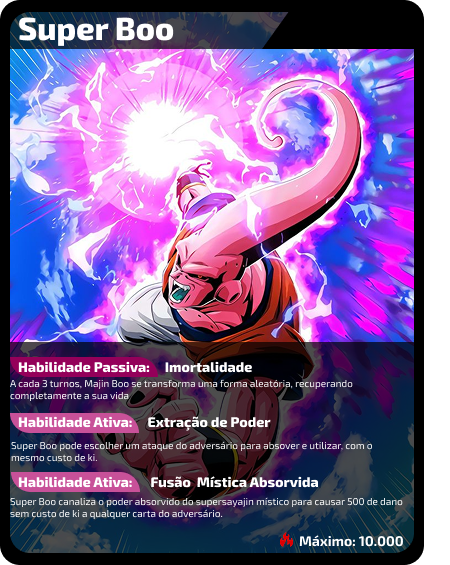 Super Boo
Habilidade Passiva: Imortalidade
A cada 3 turnos, Majin Boo se transforma uma forma aleatória, recuperando
completamente a sua vida
Habilidade Ativa: Extração de Poder
Super Boo pode escolher um ataque do adversário para absover e utilizar, com o
mesmo custo de ki.
Habilidade Ativa: Fusão Mística Absorvida
Super Boo canaliza o poder absorvido do supersayajin místico para causar 500 de dano
sem custo de ki a qualquer carta do adversário.
Máximo: 10.000